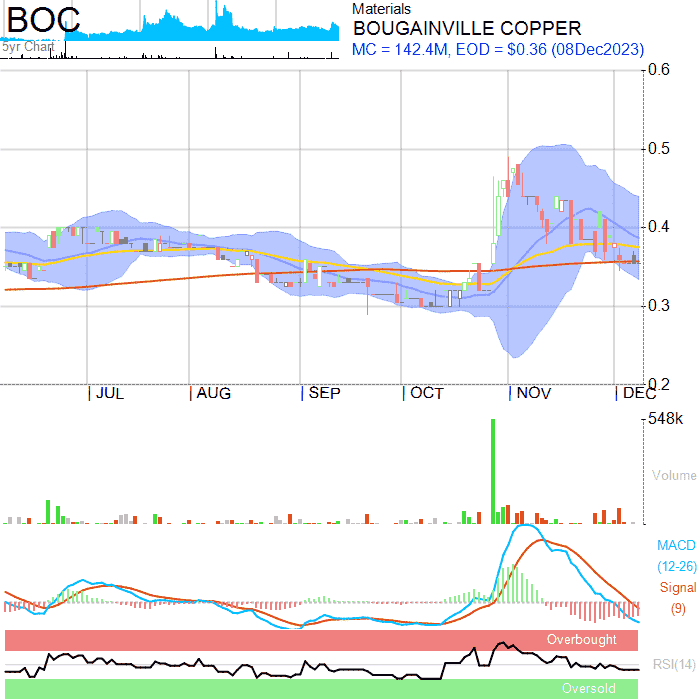 BOC
5yr Chart
Materials
BOUGAINVILLE COPPER
MC = 142.4M, EOD = $0.36 (08Dec2023)
0.6
0.5
0.4
0.3
0.2
JUL AUG SEP OCT NOV DEC
548k
Volume
MACD
(12-26)
Signal
(9)
Overbought
RSI(14)
Oversold